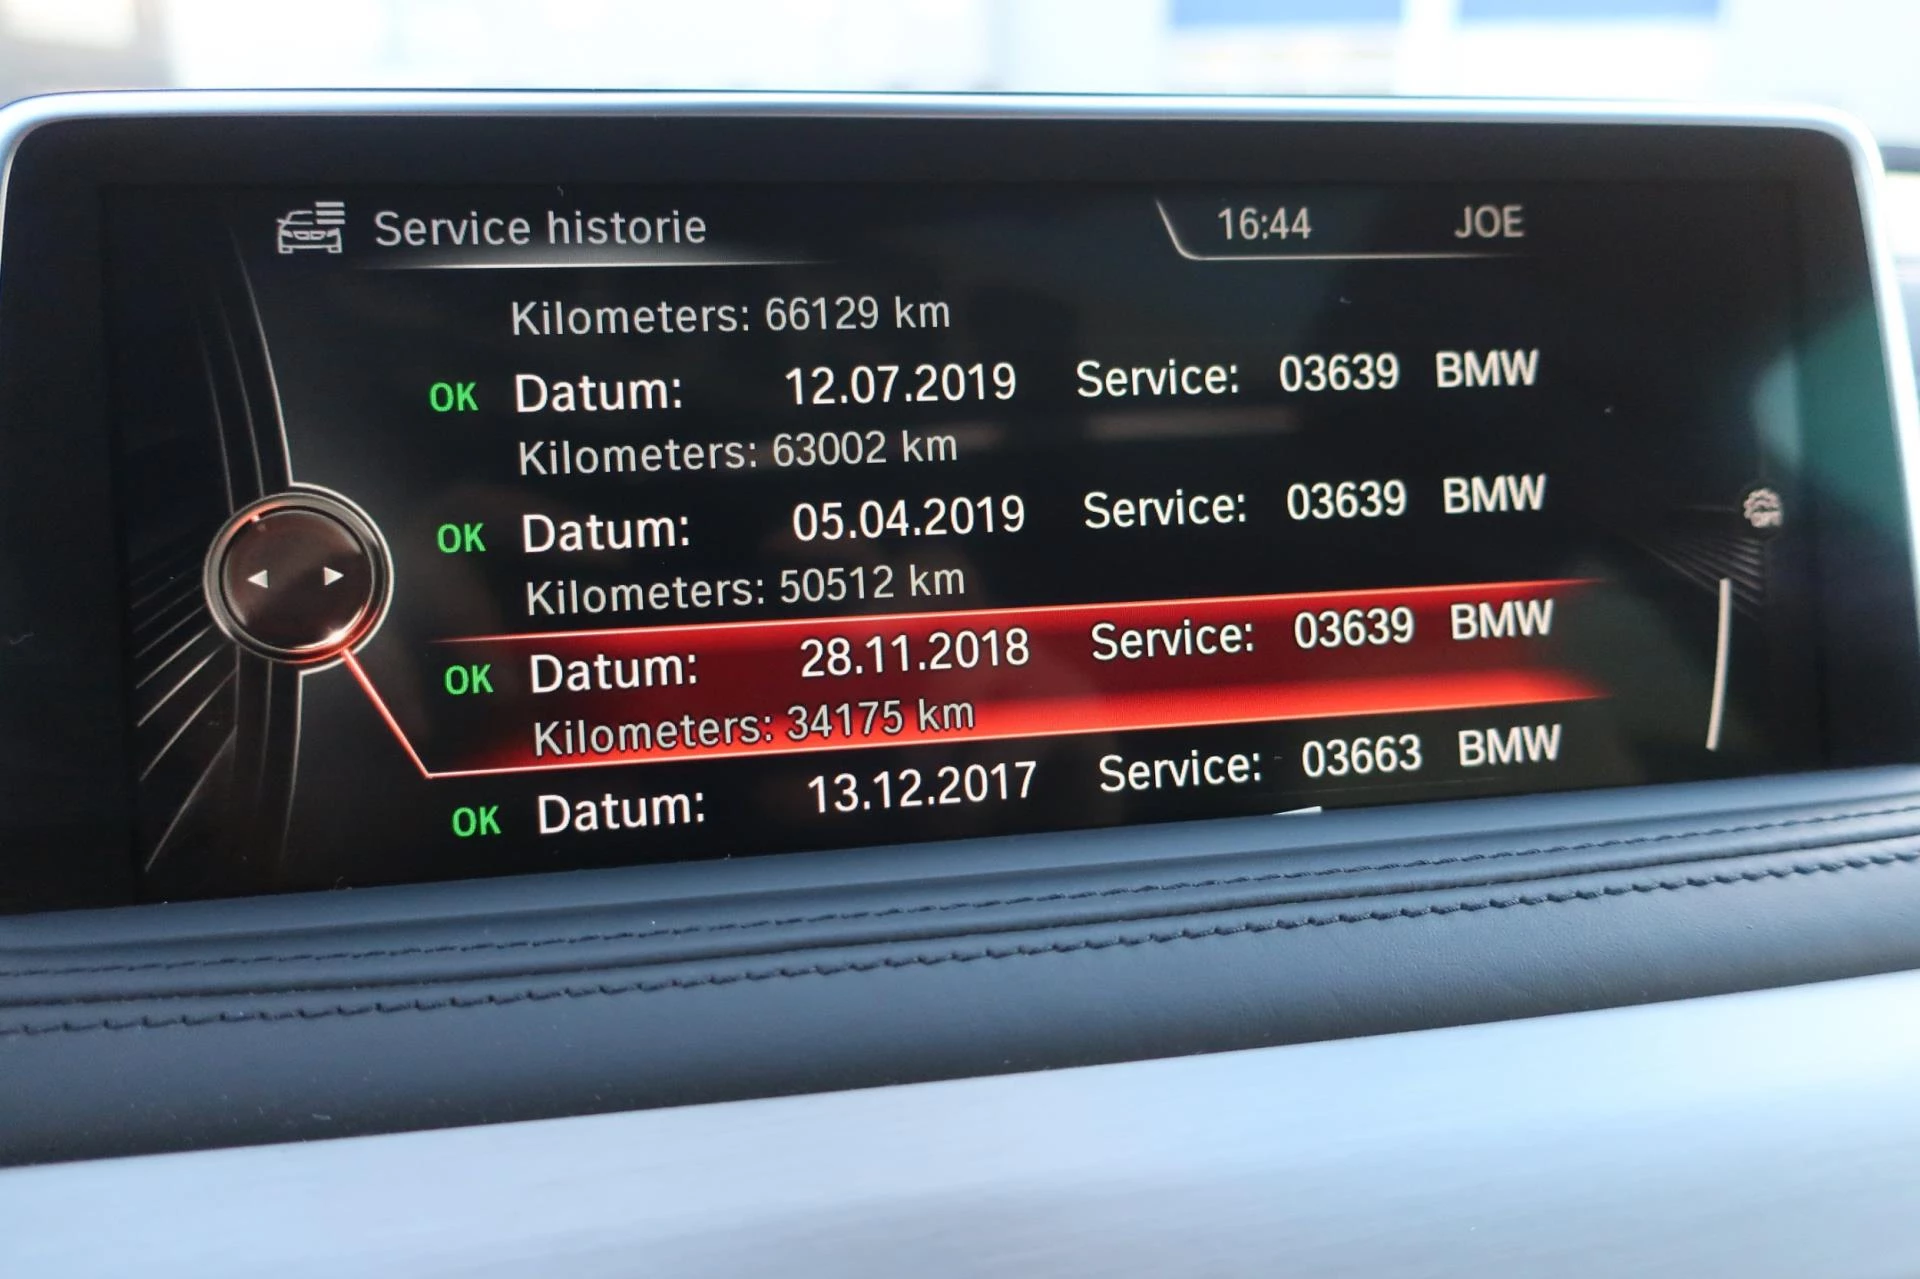 Service historie 16:44 JOE
Kilometers: 66129 km
OK Datum: 12.07.2019 Service: 03639 BMW
Kilometers: 63002 km
OK Datum: 05.04.2019 Service: 03639 BMW
Kilometers: 50512 km
OK Datum: 28.11.2018 Service: 03639 BMW
Kilometers: 34175 km
OK Datum: 13.12.2017 Service: 03663 BMW